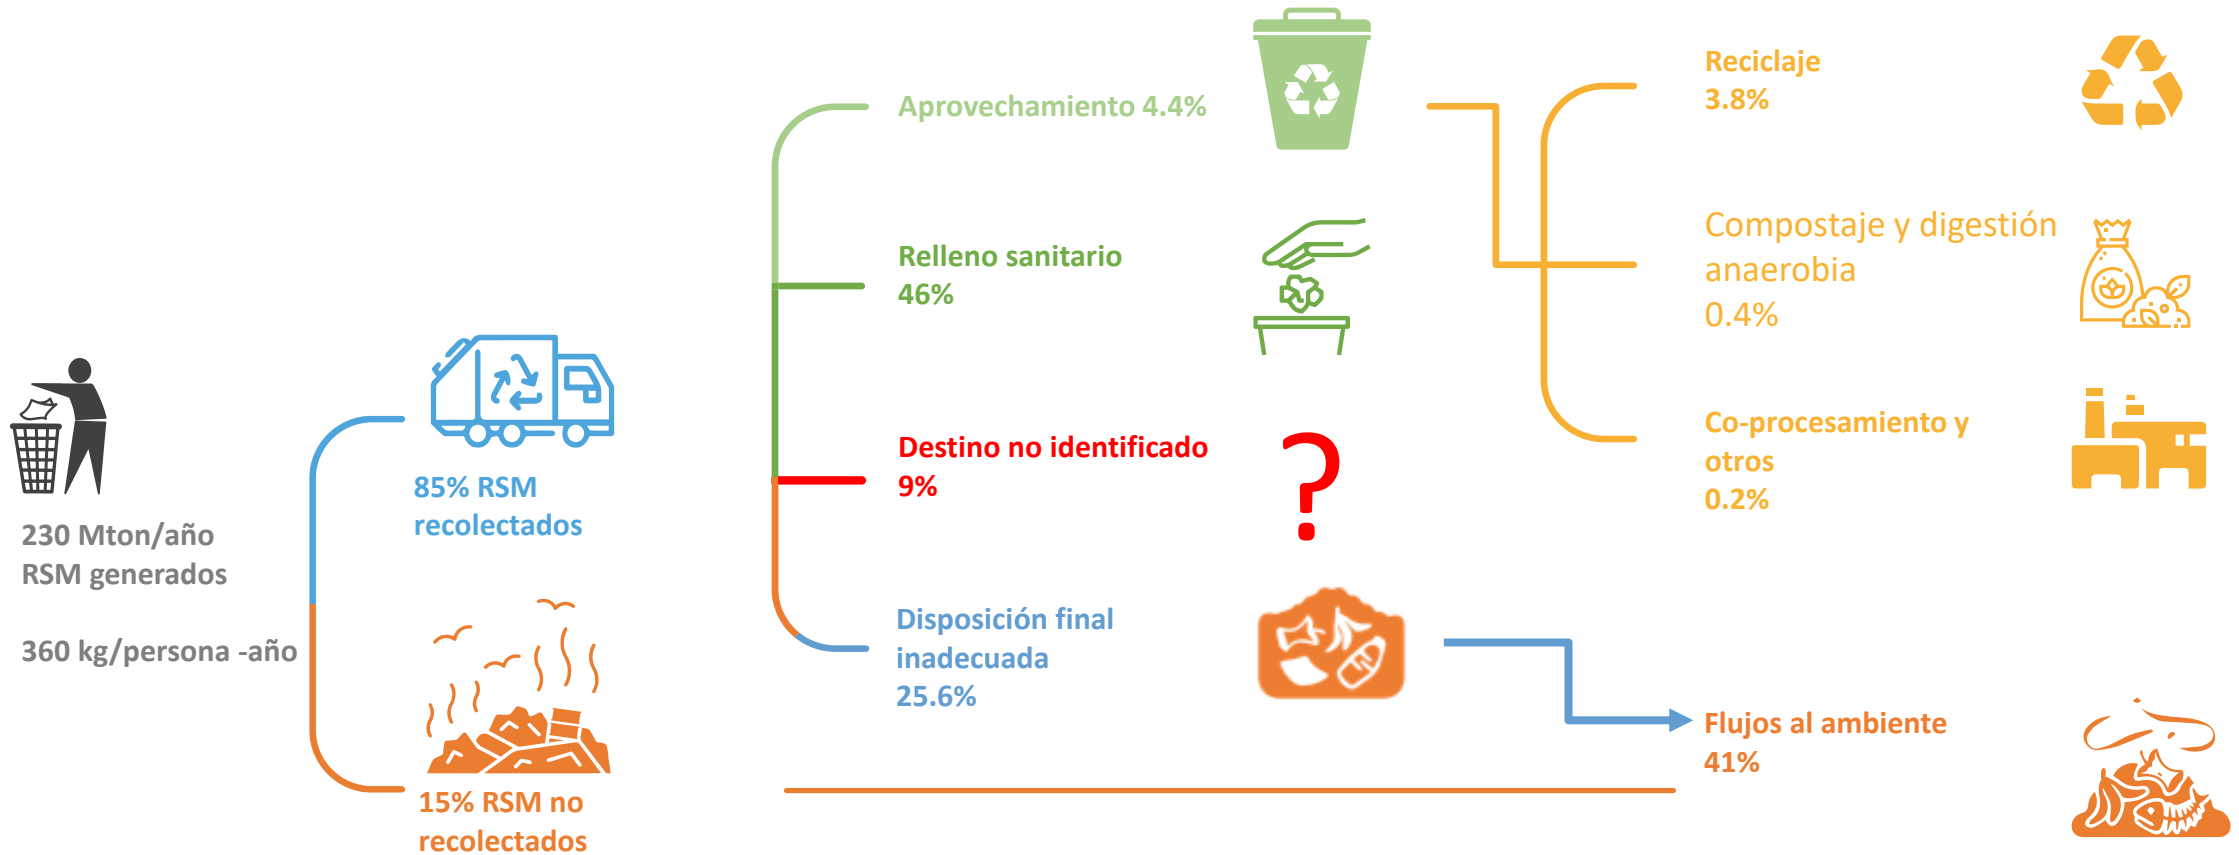 230 Mton/año
RSM generados
360 kg/persona -año
85% RSM
recolectados
15% RSM no
recolectados
Aprovechamiento 4.4%
Relleno sanitario
46%
Destino no identificado
9%
?
Disposición final
inadecuada
25.6%
Reciclaje
3.8%
Compostaje y digestión
anaerobia
0.4%
Co-procesamiento y
otros
0.2%
Flujos al ambiente
41%